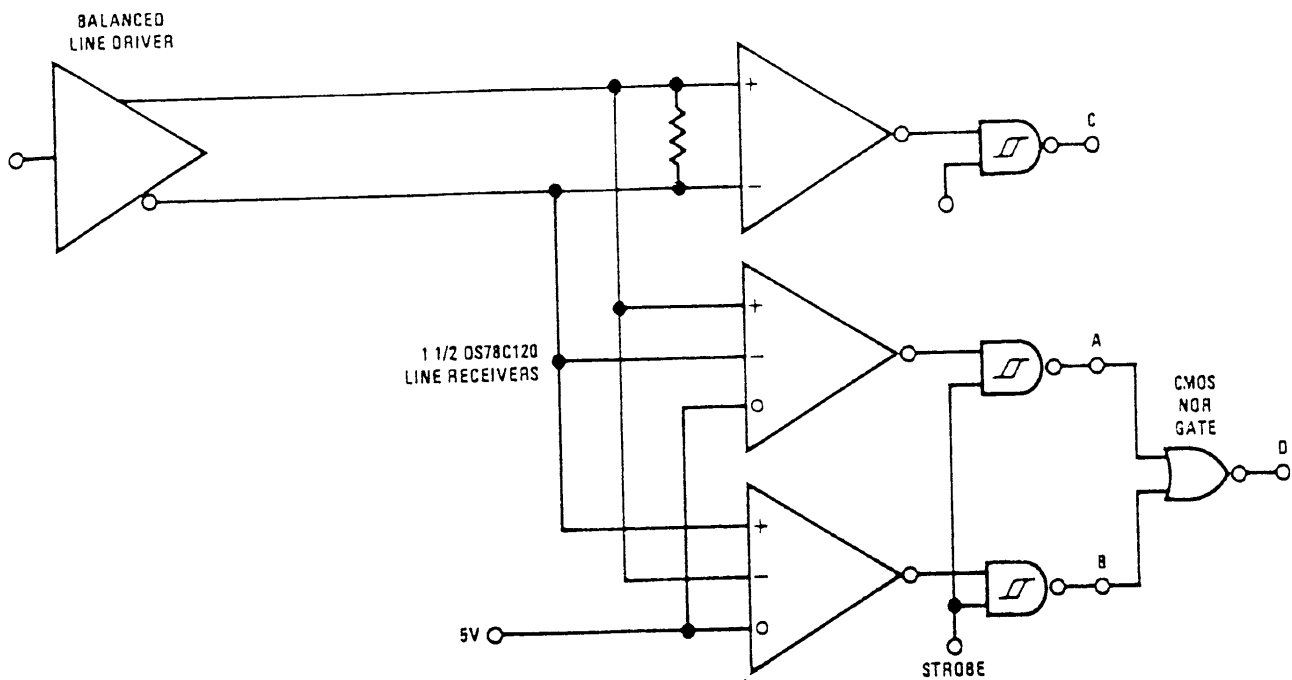 BALANCED
LINE DRIVER
+
−
C
1 1/2 DS78C120
LINE RECEIVERS
+
−
A
CMOS
NOR
GATE
D
+
−
B
5V
STROBE